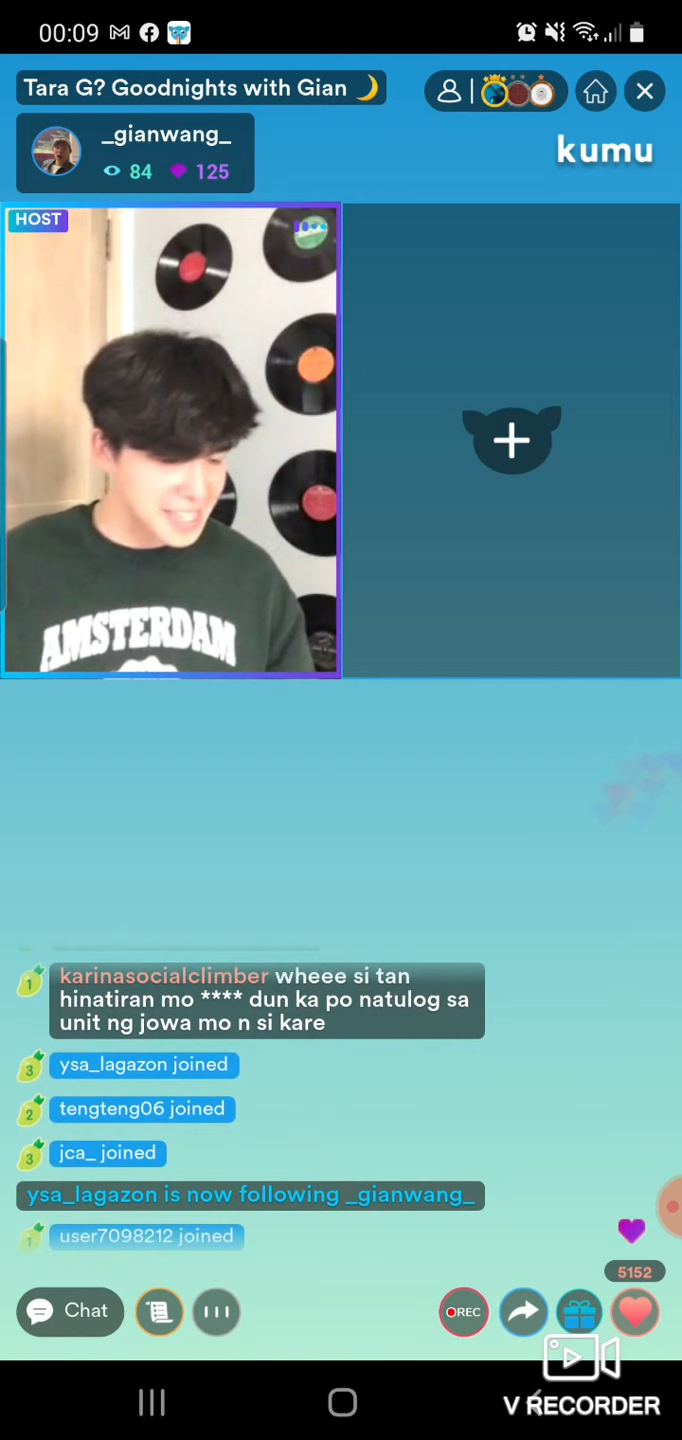 00:09
Tara G? Goodnights with Gian 🌙
_gianwang_
84 125
kumu
HOST
AMSTERDAM
karinasocialclimber wheee si tan
hinatiran mo **** dun ka po natulog sa
unit ng jowa mo n si kare
3 ysa_lagazon joined
2 tengteng06 joined
3 jca_ joined
ysa_lagazon is now following _gianwang_
1 user7098212 joined
5152
Chat
REC
V RECORDER